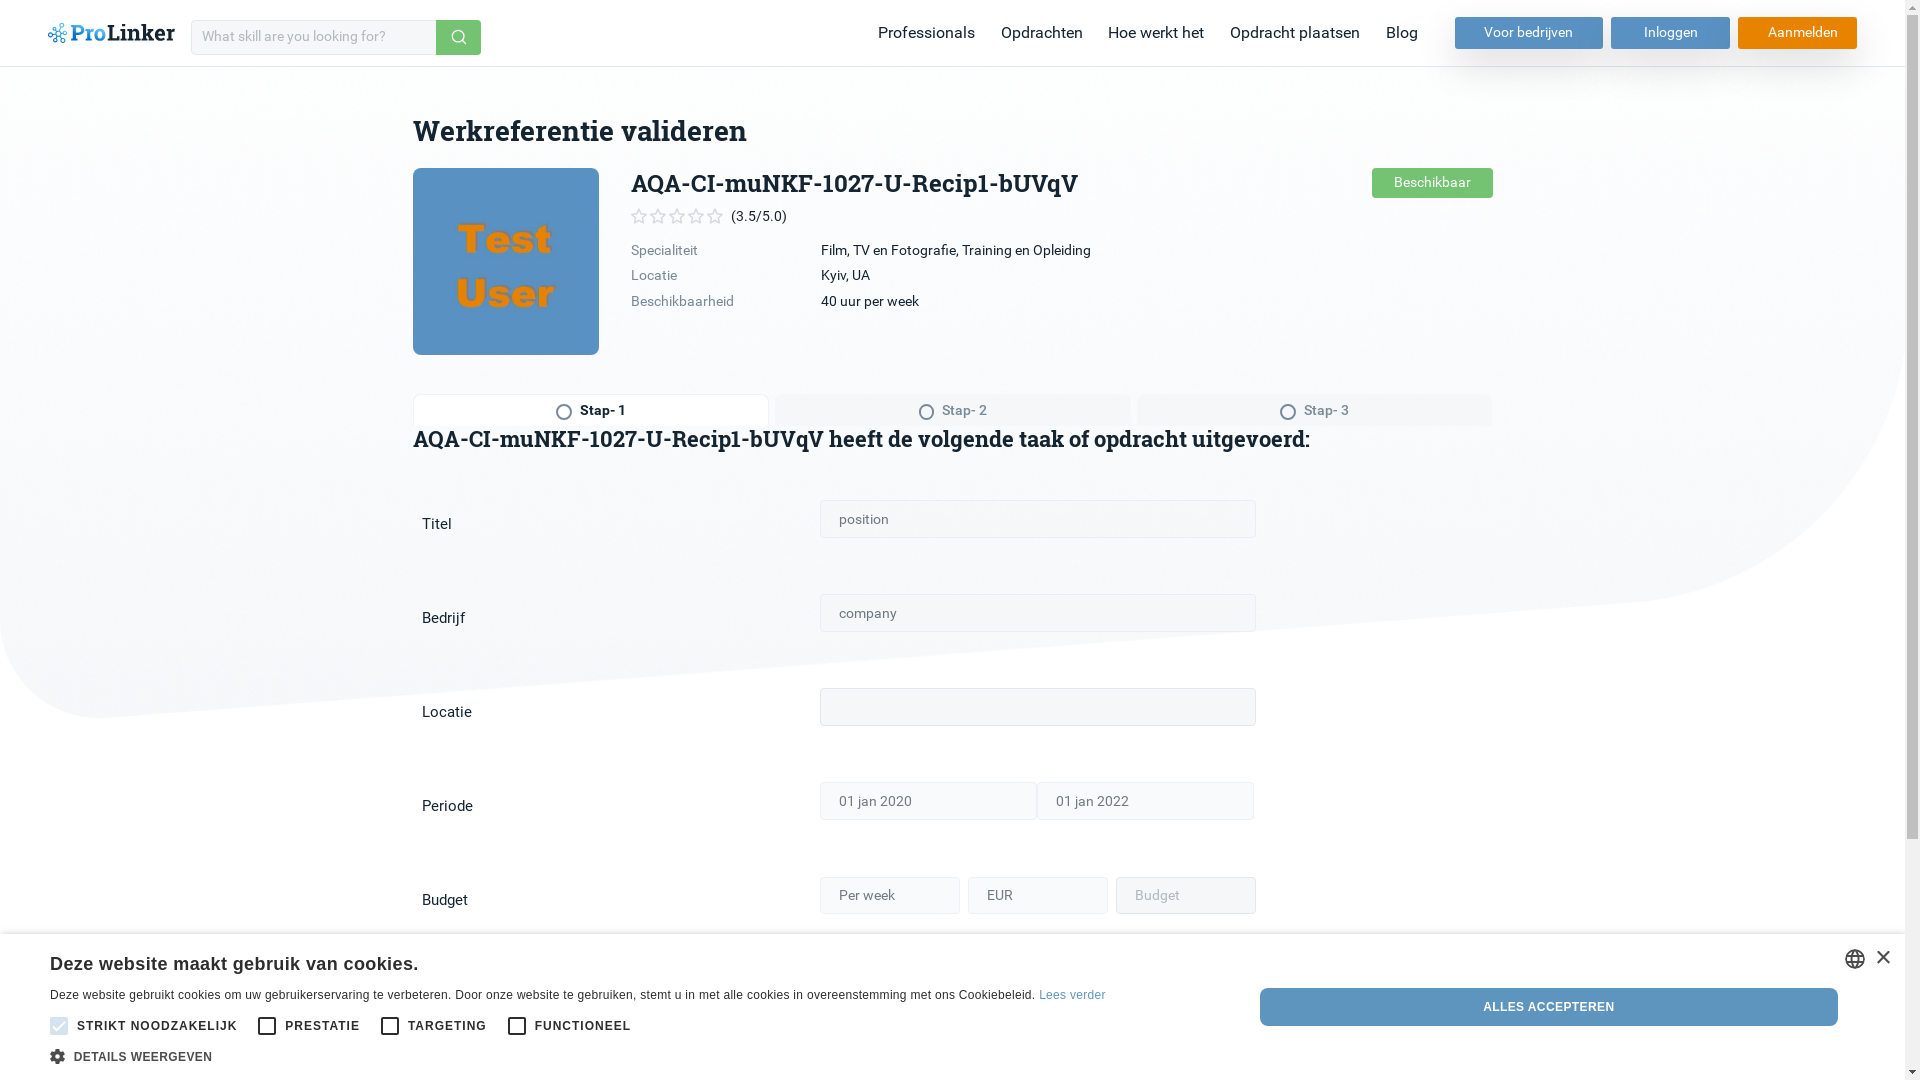 ProLinker
What skill are you looking for?
Professionals
Opdrachten
Hoe werkt het
Opdracht plaatsen
Blog
Voor bedrijven
Inloggen
Aanmelden
Werkreferentie valideren
Test
User
AQA-CI-muNKF-1027-U-Recip1-bUVqV
Beschikbaar
(3.5/5.0)
Specialiteit Film, TV en Fotografie, Training en Opleiding
Locatie Kyiv, UA
Beschikbaarheid 40 uur per week
Stap- 1
Stap- 2
Stap- 3
AQA-CI-muNKF-1027-U-Recip1-bUVqV heeft de volgende taak of opdracht uitgevoerd:
Titel position
Bedrijf company
Locatie
Periode 01 jan 2020 01 jan 2022
Budget Per week EUR Budget
Deze website maakt gebruik van cookies.
Deze website gebruikt cookies om uw gebruikerservaring te verbeteren. Door onze website te gebruiken, stemt u in met alle cookies in overeenstemming met ons Cookiebeleid. Lees verder
STRIKT NOODZAKELIJK PRESTATIE TARGETING FUNCTIONEEL
DETAILS WEERGEVEN
ALLES ACCEPTEREN